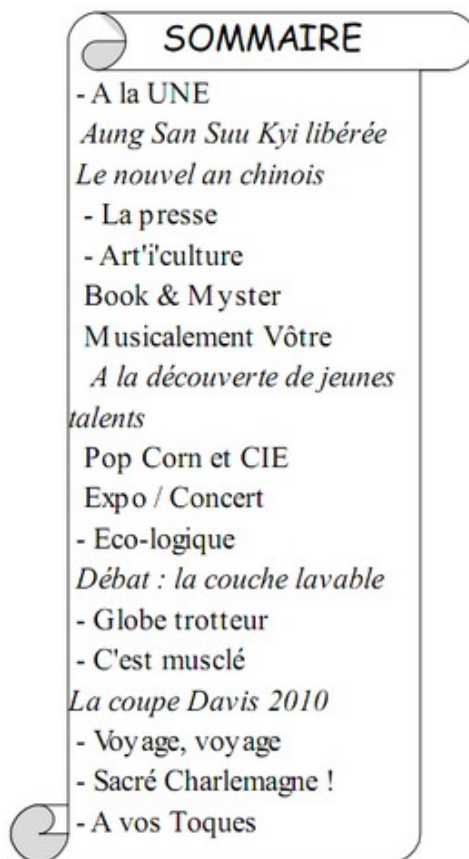 SOMMAIRE
- A la UNE
Aung San Suu Kyi libérée
Le nouvel an chinois
- La presse
- Art'i'culture
Book & Myster
Musicalement Vôtre
A la découverte de jeunes
talents
Pop Corn et CIE
Expo / Concert
- Eco-logique
Débat : la couche lavable
- Globe trotteur
- C'est musclé
La coupe Davis 2010
- Voyage, voyage
- Sacré Charlemagne !
- A vos Toques